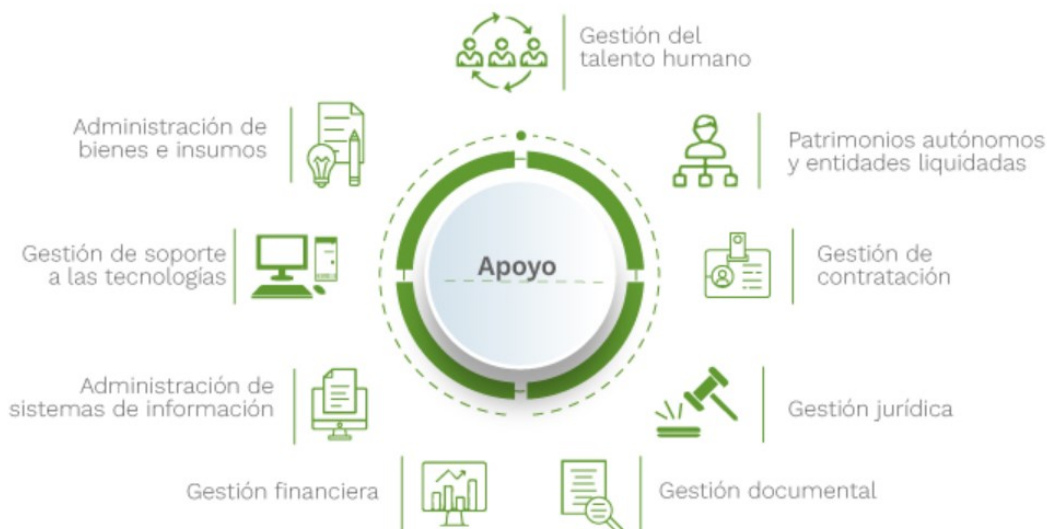 Gestión del
talento humano
Administración de
bienes e insumos
Patrimonios autónomos
y entidades liquidadas
Gestión de soporte
a las tecnologías
Apoyo
Gestión de
contratación
Administración de
sistemas de información
Gestión jurídica
Gestión financiera
Gestión documental